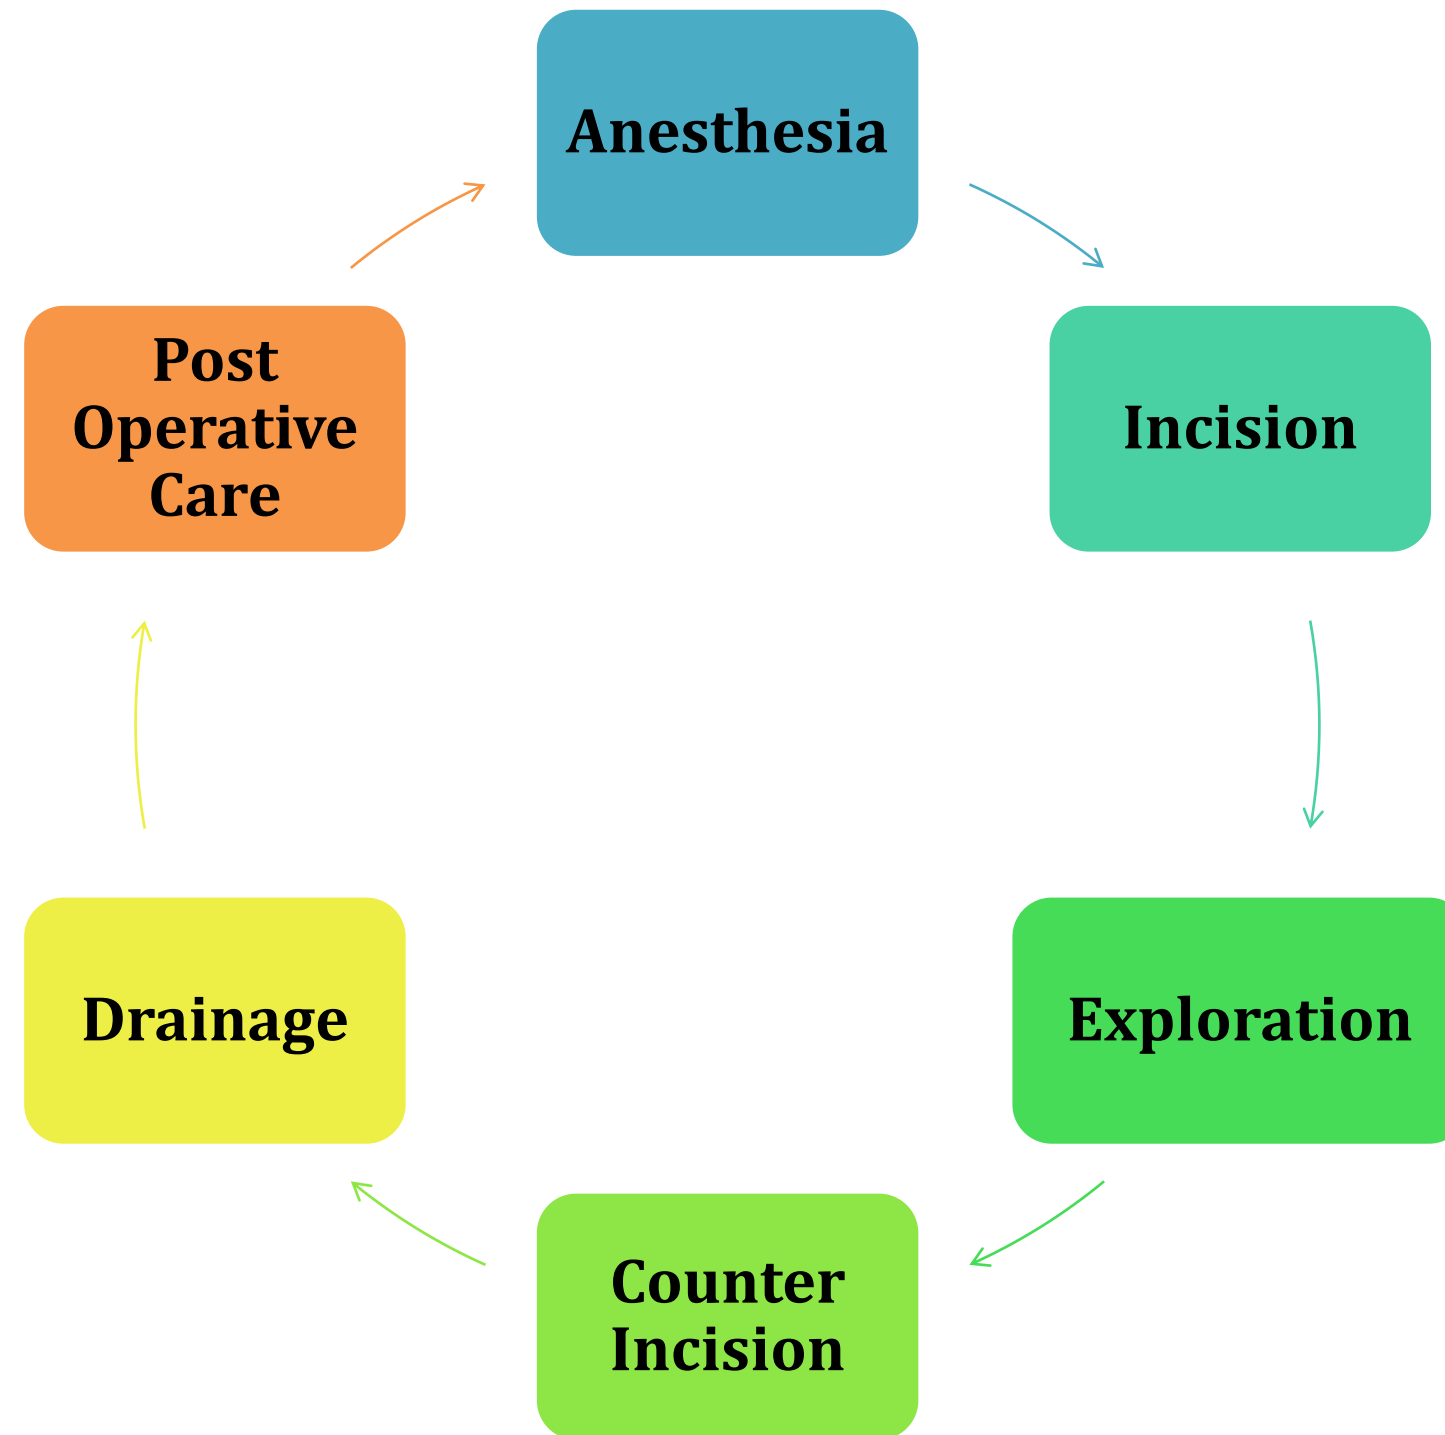 Anesthesia
Incision
Exploration
Counter
Incision
Drainage
Post
Operative
Care